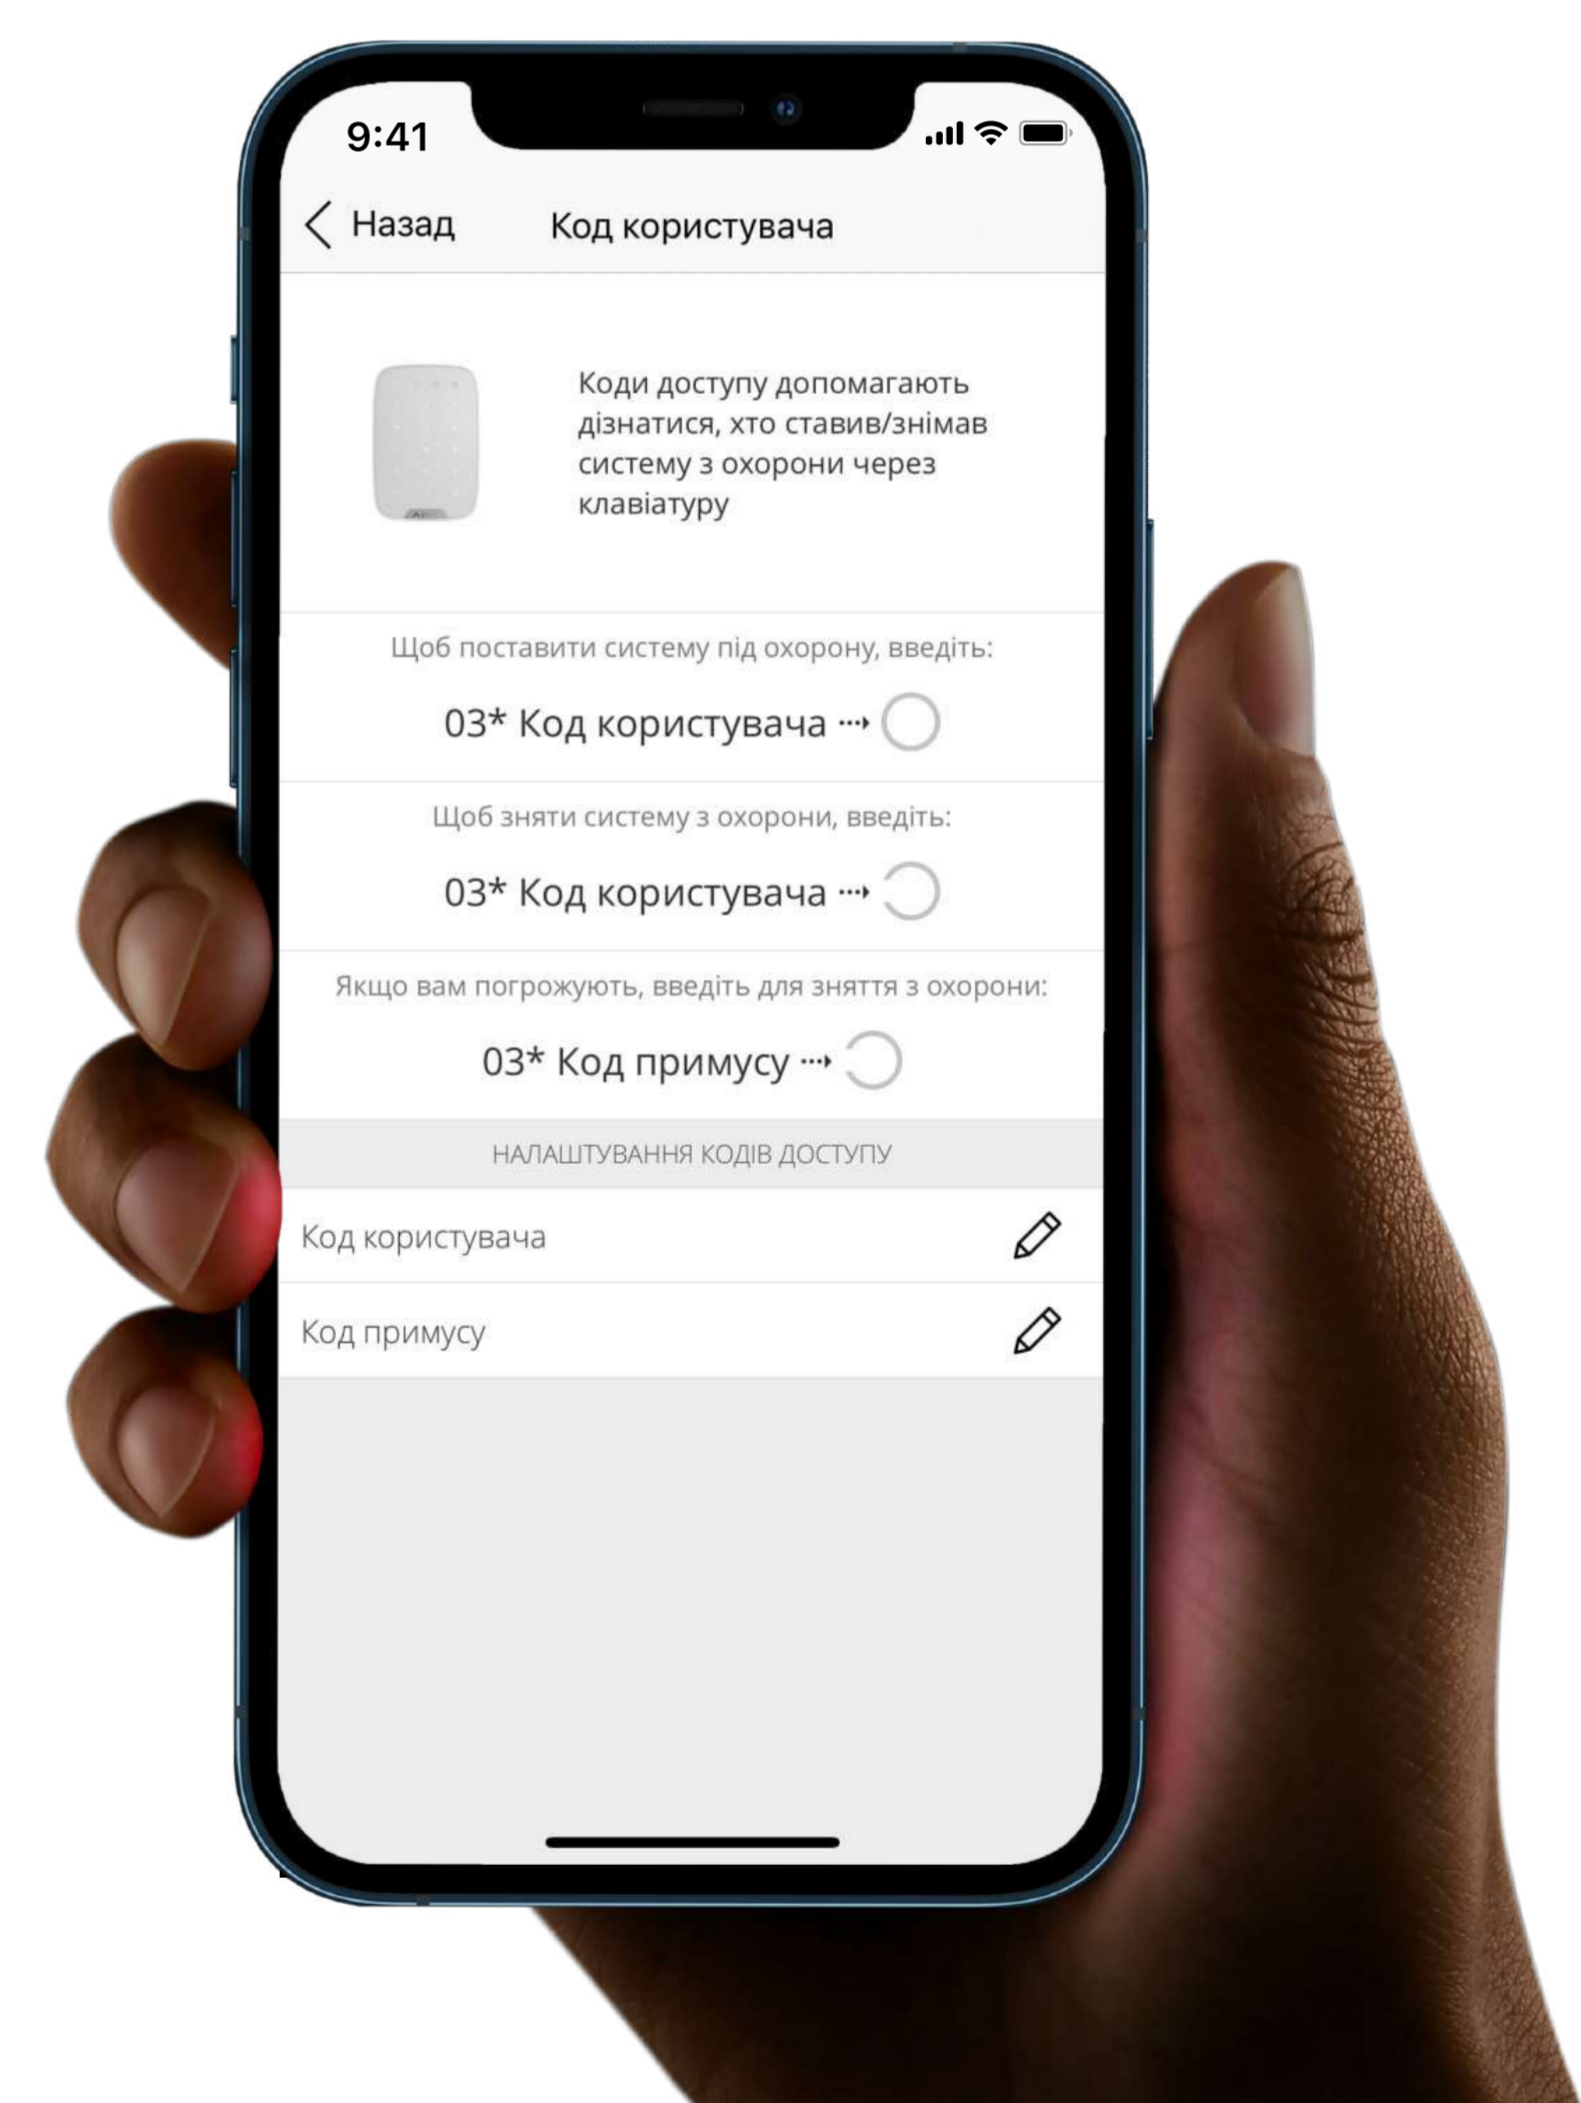 9:41
Назад
Код користувача
Коди доступу допомагають
дізнатися, хто ставив/знімав
систему з охорони через
клавіатуру
Щоб поставити систему під охорону, введіть:
03* Код користувача
Щоб зняти систему з охорони, введіть:
03* Код користувача
Якщо вам погрожують, введіть для зняття з охорони:
03* Код примусу
НАЛАШТУВАННЯ КОДІВ ДОСТУПУ
Код користувача
Код примусу